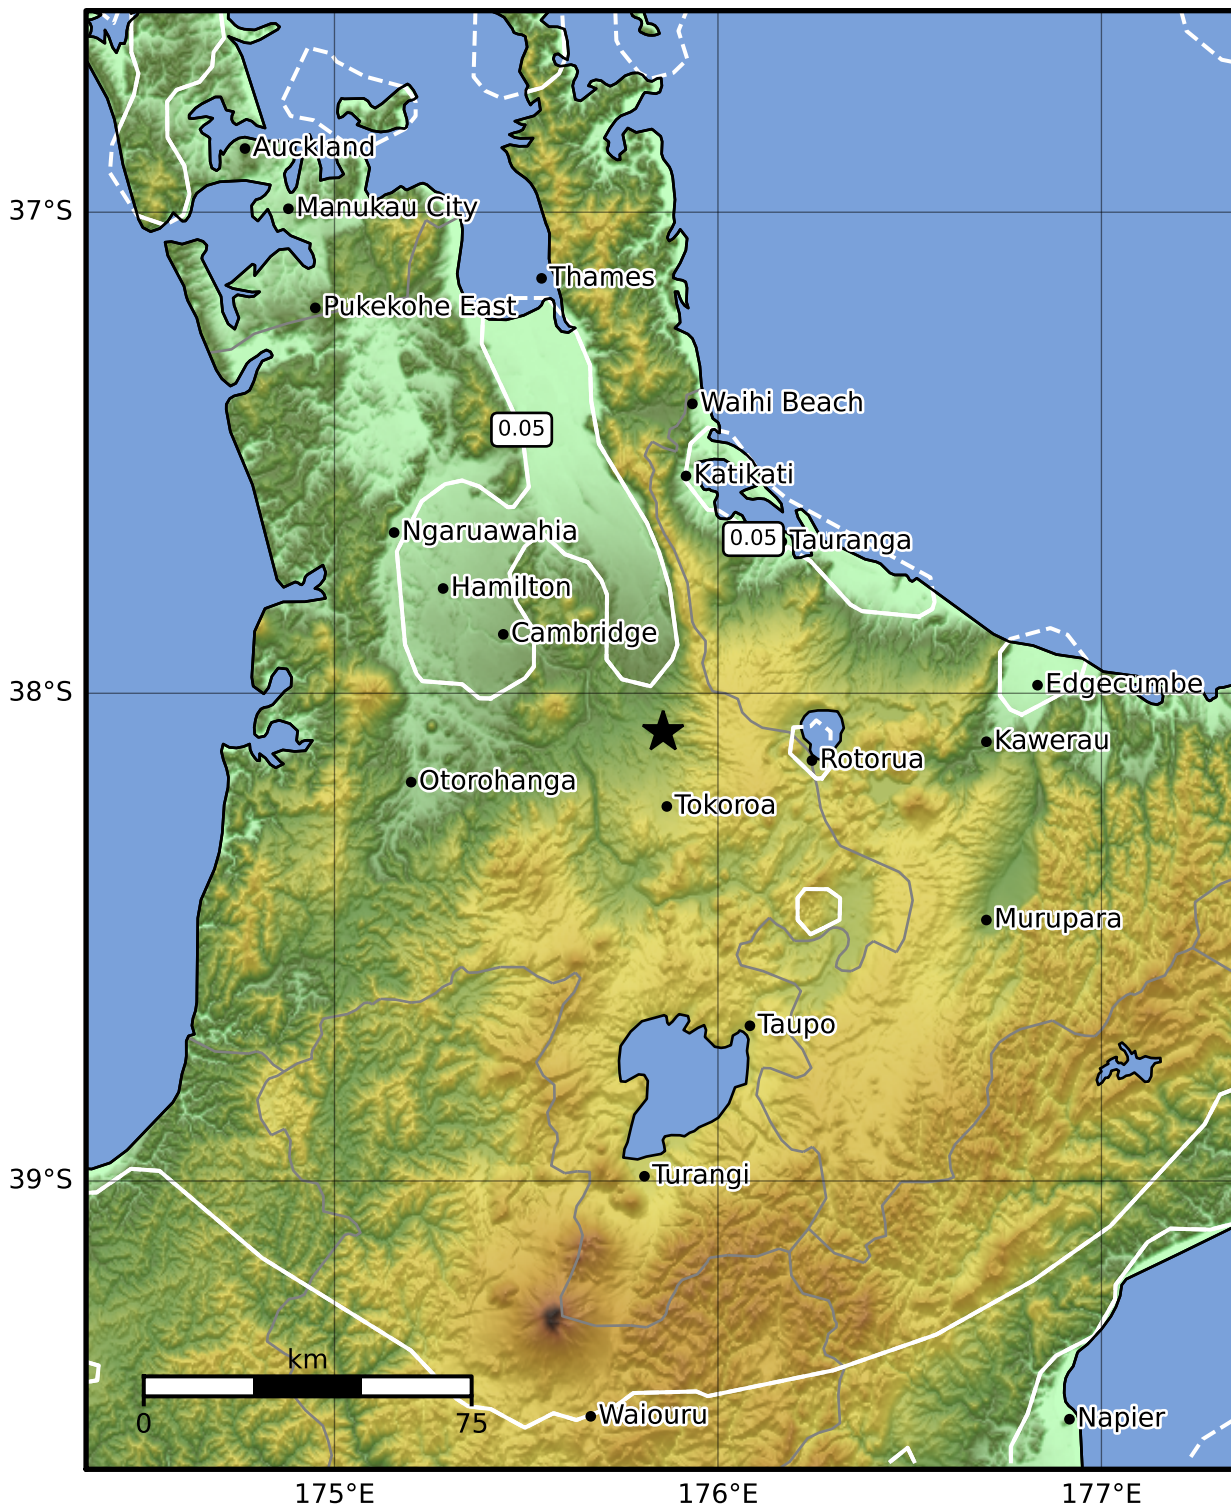 Auckland
37°S
Manukau City
Thames
Pukekohe East
Waihi Beach
0.05
Katikati
Ngaruawahia
0.05
Tauranga
Hamilton
Cambridge
38°S
Edgecumbe
Kawerau
Rotorua
Otorohanga
Tokoroa
Murupara
Taupo
39°S
Turangi
km
0
75
Waiouru
Napier
175°E
176°E
177°E